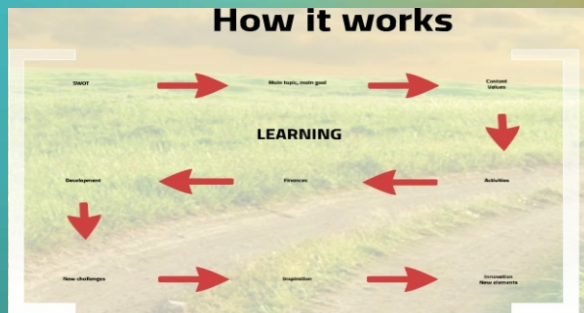 How it works
SWOT
Main topic, main goal
Content
Values
LEARNING
Development
Finances
Activities
New challenges
Inspiration
Innovation
New elements